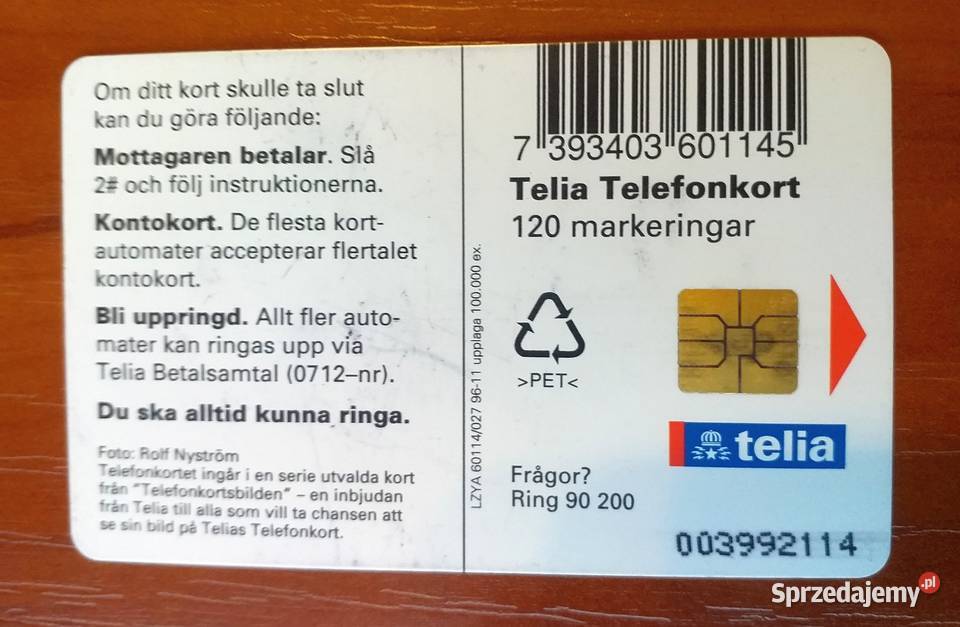 Om ditt kort skulle ta slut
kan du göra följande:
Mottagaren betalar. Slå
2# och följ instruktionerna.
Kontokort. De flesta kort-
automater accepterar flertalet
kontokort.
Bli uppringd. Allt fler auto-
mater kan ringas upp via
Telia Betalsamtal (0712–nr).
Du ska alltid kunna ringa.
Foto: Rolf Nyström
Telefonkortet ingår i en serie utvalda kort
från "Telefonkortsbilden" – en inbjudan
från Telia till alla som vill ta chansen att
se sin bild på Telias Telefonkort.
LZYA 60114/027 96-11 upplaga 100.000 ex.
7 393403 601145
Telia Telefonkort
120 markeringar
>PET<
telia
Frågor?
Ring 90 200
003992114
Sprzedajemy.pl